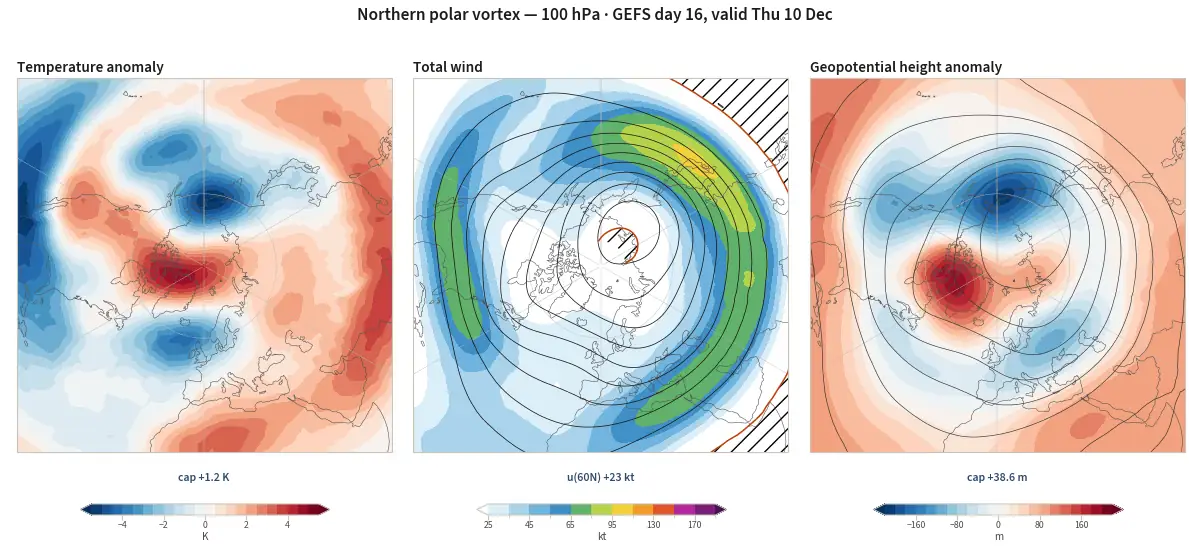 Northern polar vortex — 100 hPa · GEFS day 16, valid Thu 10 Dec
Temperature anomaly
Total wind
Geopotential height anomaly
cap +1.2 K
u(60N) +23 kt
cap +38.6 m
−4 −2 0 2 4
K
25 45 65 95 130 170
kt
−160 −80 0 80 160
m